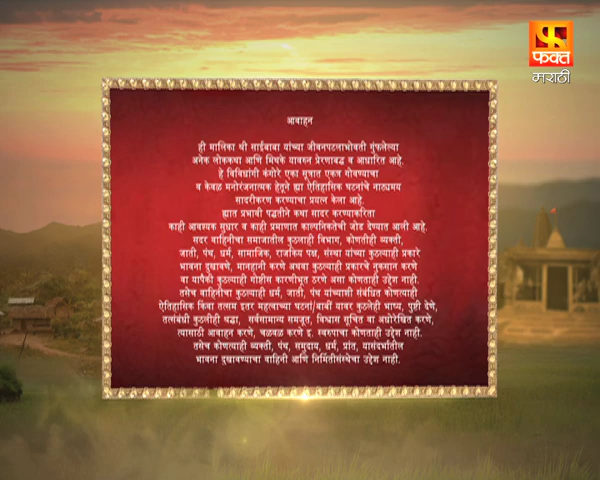 फक्त
मराठी
आवाहन
ही मालिका श्री साईबाबा यांच्या जीवनपटलाभोवती गुंफलेल्या
अनेक लोककथा आणि मिथके यावरुन प्रेरणाबद्ध व आधारित आहे.
हे विविधांगी कंगोरे एका सूत्रात एकत्र गोवण्याचा
व केवळ मनोरंजनात्मक हेतूने ह्या ऐतिहासिक घटनांचे नाट्यमय
सादरीकरण करण्याचा प्रयत्न केला आहे.
ह्यात प्रभावी पद्धतीने कथा सादर करण्याकरिता
काही आवश्यक सुधार व काही प्रमाणात काल्पनिकतेची जोड देण्यात आली आहे.
सदर वाहिनीचा समाजातील कुठलाही विभाग, कोणतीही व्यक्ती,
जाती, पंथ, धर्म, सामाजिक, राजकिय पक्ष, संस्था यांच्या कुठल्याही प्रकारे
भावना दुखावणे, मानहानी करणे अथवा कुठल्याही प्रकारचे नुकसान करणे
वा यापैकी कुठल्याही गोष्टीस कारणीभूत ठरणे असा कोणताही उद्देश नाही.
तसेच वाहिनीचा कुठल्याही धर्म, जाती, पंथ यांच्याशी संबंधित कोणत्याही
ऐतिहासिक किंवा तत्सम इतर महत्वाच्या घटना/बाबीं यावर कुठलेही भाष्य, पुष्टी देणे,
तत्संबंधी कुठलीही श्रद्धा, सर्वसामान्य समजूत, विश्वास सूचित वा अधोरेखित करणे,
त्यासाठी आवाहन करणे, चळवळ करणे इ. स्वरुपाचा कोणताही उद्देश नाही.
तसेच कोणत्याही व्यक्ती, पंथ, समुदाय, धर्म, प्रांत, यासंदर्भातील
भावना दुखावण्याचा वाहिनी आणि निर्मितीसंस्थेचा उद्देश नाही.